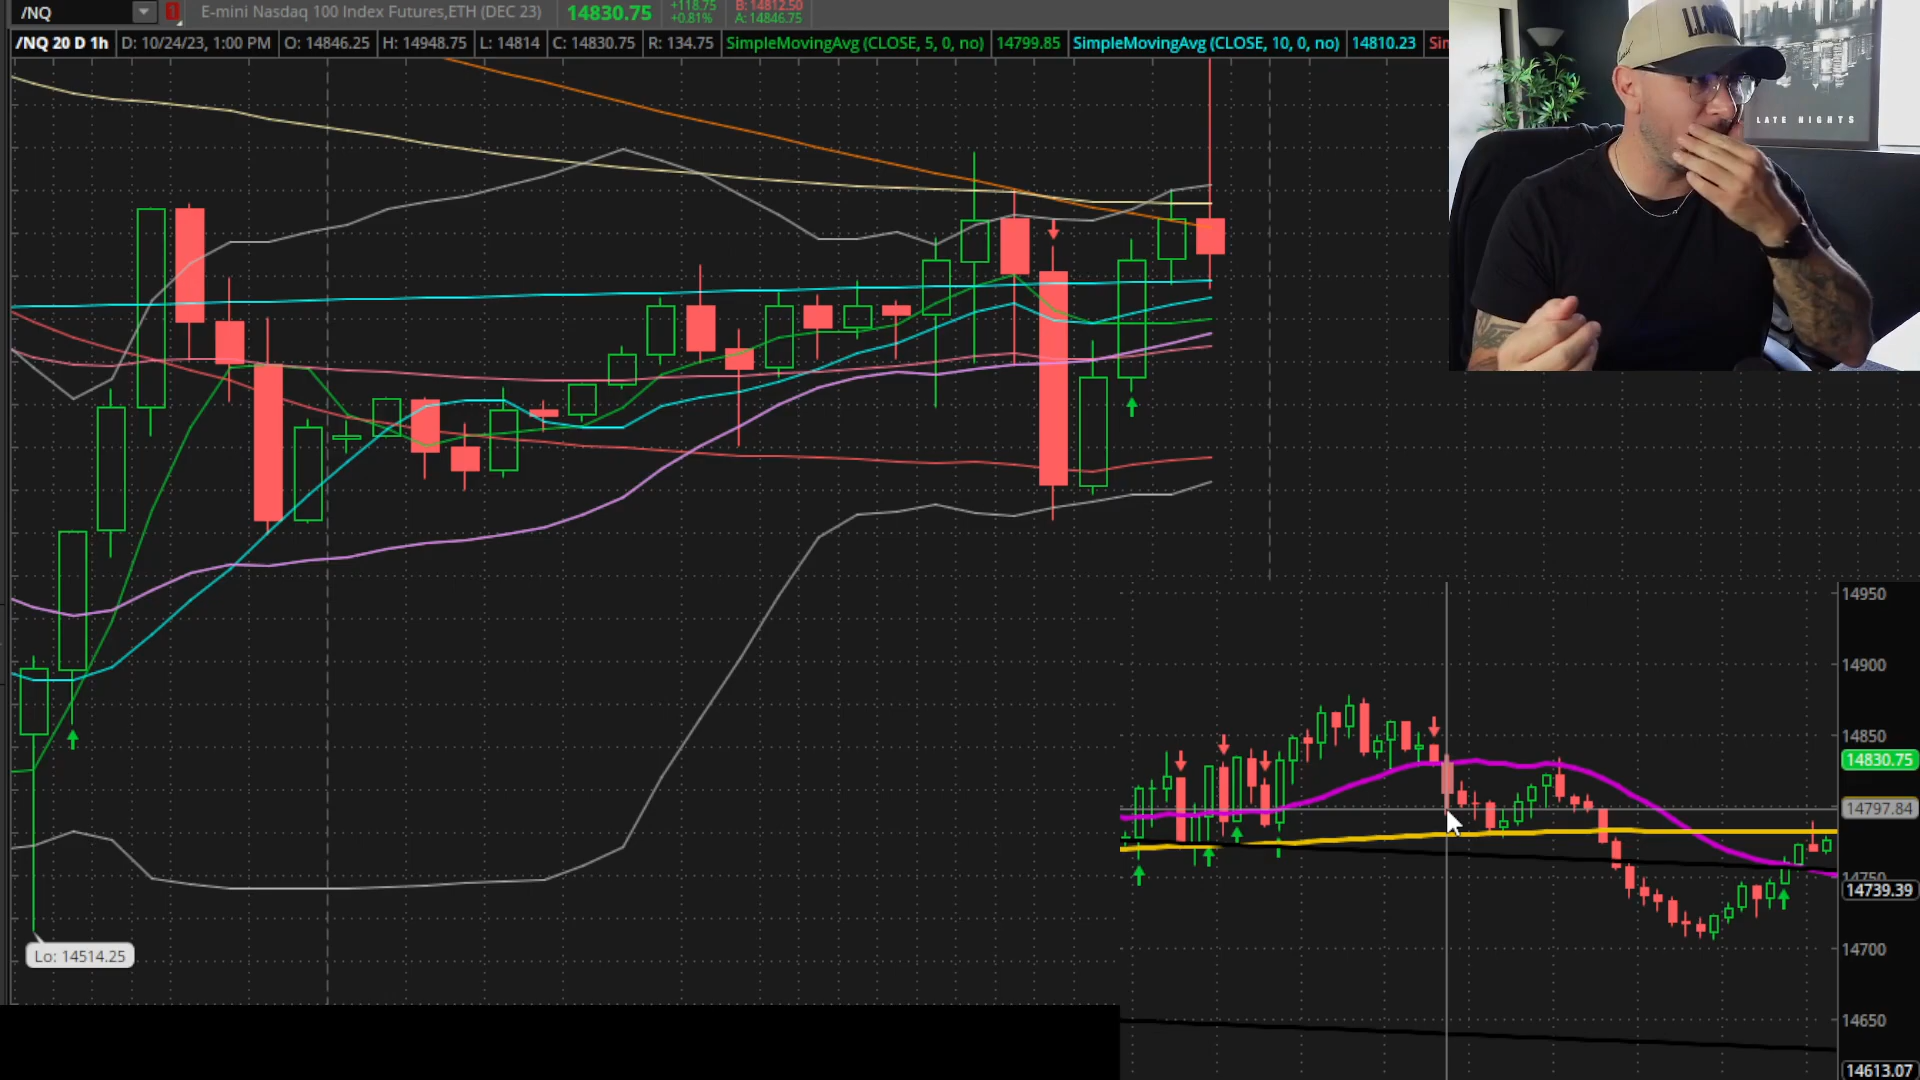 /NQ
1
E-mini Nasdaq 100 Index Futures,ETH (DEC 23)
14830.75
+118.75
+0.81%
B: 14812.50
A: 14846.75
/NQ 20 D 1h
D: 10/24/23, 1:00 PM
O: 14846.25
H: 14948.75
L: 14814
C: 14830.75
R: 134.75
SimpleMovingAvg (CLOSE, 5, 0, no)
14799.85
SimpleMovingAvg (CLOSE, 10, 0, no)
14810.23
LATE NIGHTS
Lo: 14514.25
14950
14900
14850
14830.75
14797.84
14750
14739.39
14700
14650
14613.07